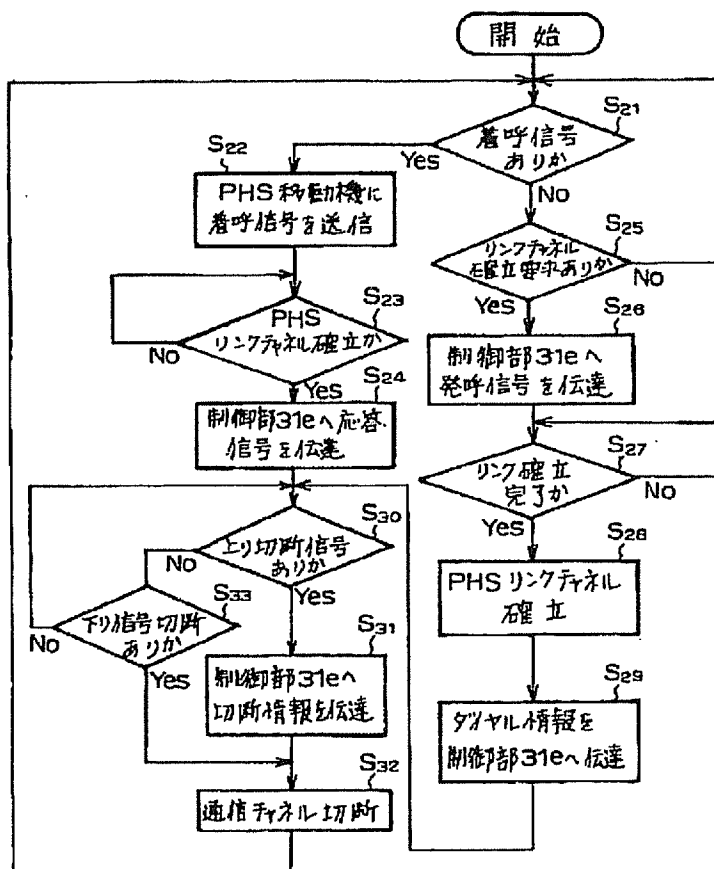 開始
S21
着呼信号
ありか
Yes
No
S22
PHS移動機に
着呼信号を送信
S23
PHS
リンクチャネル確立か
No
Yes
S24
制御部31eへ応答
信号を伝達
S25
リンクチャネル
確立要求ありか
No
Yes
S26
制御部31eへ
発呼信号を伝達
S27
リンク確立
完了か
No
Yes
S28
PHSリンクチャネル
確立
S29
ダイヤル情報を
制御部31eへ伝達
S30
上り切断信号
ありか
No
Yes
S33
下り信号切断
ありか
No
Yes
S31
制御部31eへ
切断情報を伝達
S32
通信チャネル切断